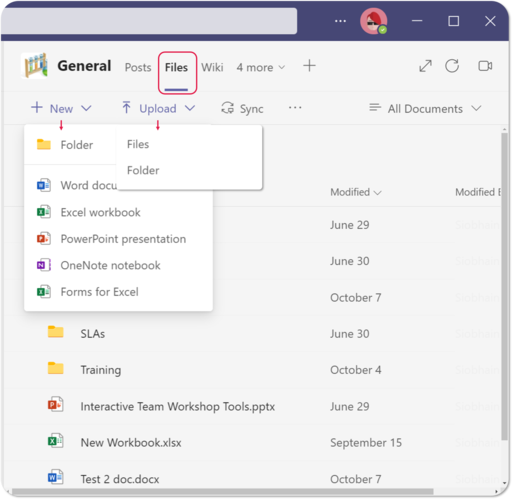 General Posts Files Wiki 4 more
New Upload Sync All Documents
Folder
Files
Folder
Word docu
Excel workbook
PowerPoint presentation
OneNote notebook
Forms for Excel
Modified Modified
June 29
June 30
October 7
SLAs June 30
Training October 4
Interactive Team Workshop Tools.pptx June 29
New Workbook.xlsx September 15
Test 2 doc.docx October 7